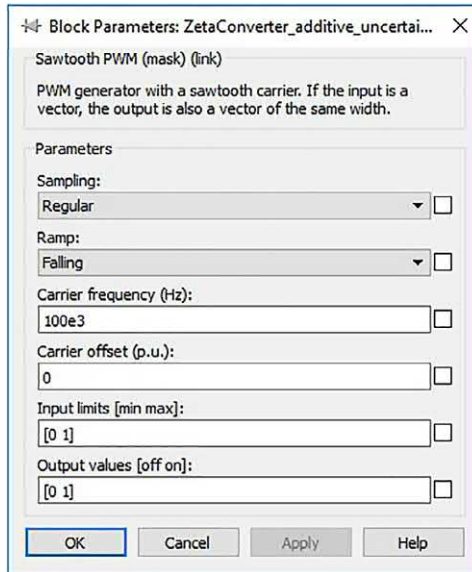 Block Parameters: ZetaConverter_additive_uncertai...
Sawtooth PWM (mask) (link)
PWM generator with a sawtooth carrier. If the input is a
vector, the output is also a vector of the same width.
Parameters
Sampling:
Regular
Ramp:
Falling
Carrier frequency (Hz):
100e3
Carrier offset (p.u.):
0
Input limits [min max]:
[0 1]
Output values [off on]:
[0 1]
OK Cancel Apply Help